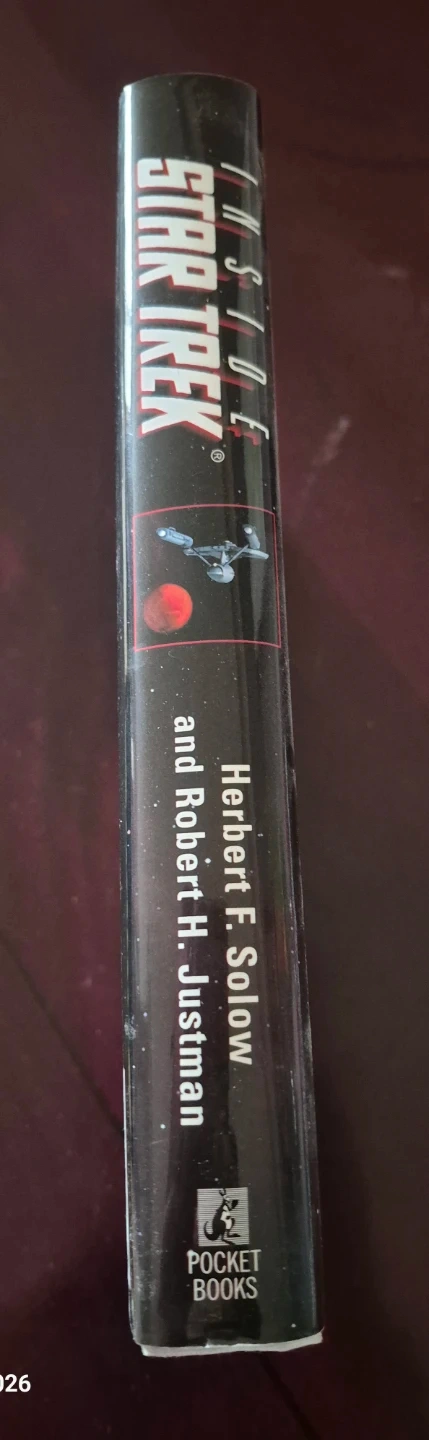 INSIDE
STAR TREK®
Herbert F. Solow
and Robert H. Justman
POCKET
BOOKS
026